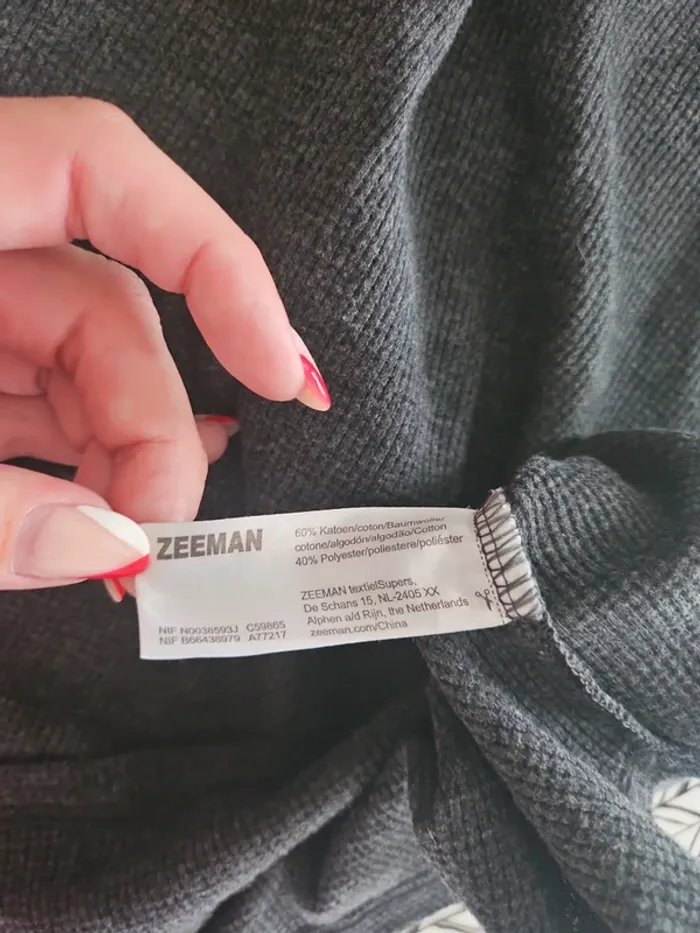 ZEEMAN
60% Katoen/coton/Baumwolle/
cotone/algodón/algodão/Cotton
40% Polyester/poliestere/poliéster
ZEEMAN textielSupers,
De Schans 15, NL-2405 XX
Alphen a/d Rijn, the Netherlands
zeeman.com/China
NIF N0038593J C59865
NIF B66438979 A77217